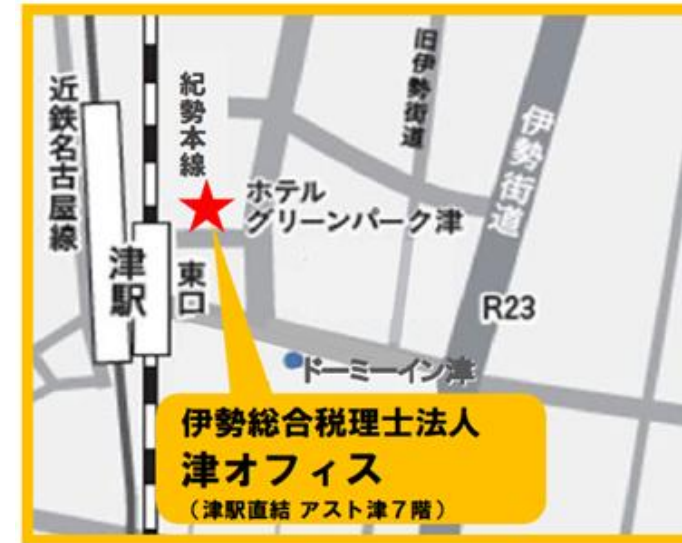 近鉄名古屋線
紀勢本線
旧伊勢街道
伊勢街道
ホテル
グリーンパーク津
津駅
東口
R23
ドーミーイン津
伊勢総合税理士法人
津オフィス
（津駅直結 アスト津７階）